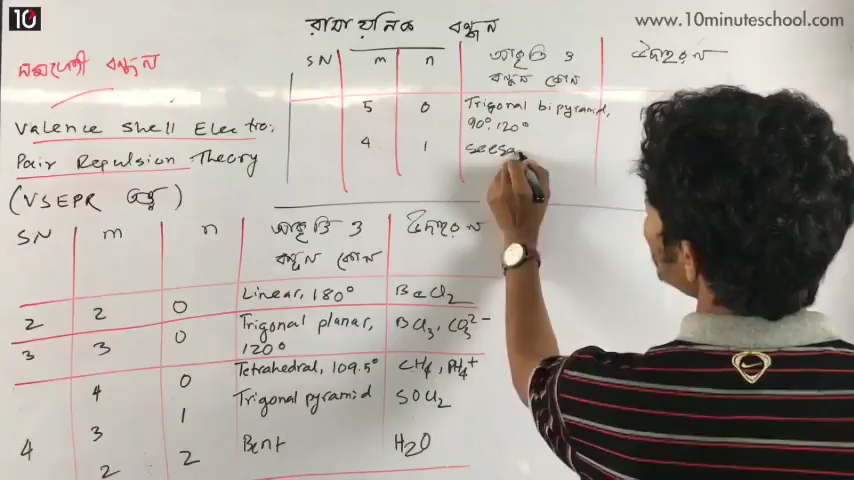 10
www.10minuteschool.com
রাসায়নিক বন্ধন
সমযোজী বন্ধন
SN m n আকৃতি ও উদাহরন
বন্ধন কোন
5 0 Trigonal bipyramid,
90°, 120°
4 1 Seesa
Valence Shell Electro.
Pair Repulsion Theory
(VSEPR তত্ত্ব)
SN m n আকৃতি ও উদাহরন
বন্ধন কোন
2 2 0 Linear, 180° BeCl2
3 3 0 Trigonal planar, BCl3, CO3 2-
120°
4 0 Tetrahedral, 109.5° CH4, PH4+
3 1 Trigonal pyramid SOCl2
4 2 2 Bent H2O